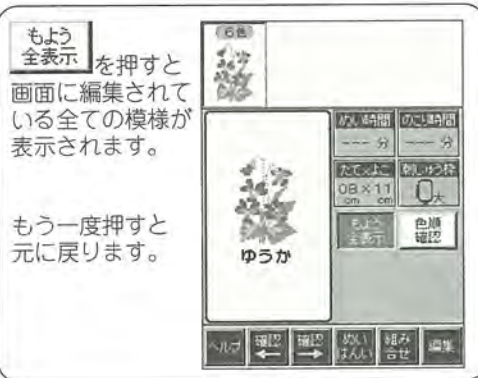 もよう
全表示
を押すと
画面に編集されて
いる全ての模様が
表示されます。
もう一度押すと
元に戻ります。
6色
ぬい時間
のこり時間
--- 分
--- 分
たて×よこ
刺しゅう枠
08×11
cm cm
大
もよう
全表示
色順
確認
ゆうか
ヘルプ
確認
←
確認
→
ぬい
はんい
組み
合せ
編集